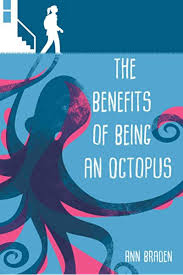 THE
BENEFITS
OF BEING
AN OCTOPUS
ANN BRADEN